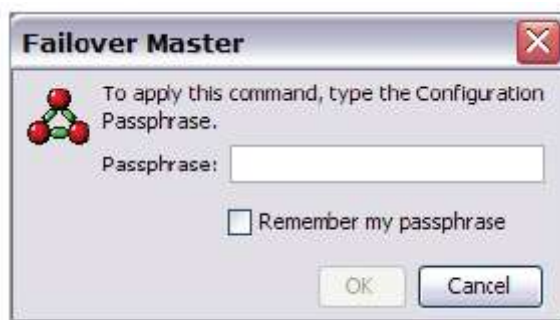 Failover Master
To apply this command, type the Configuration
Passphrase.
Passphrase:
Remember my passphrase
OK
Cancel